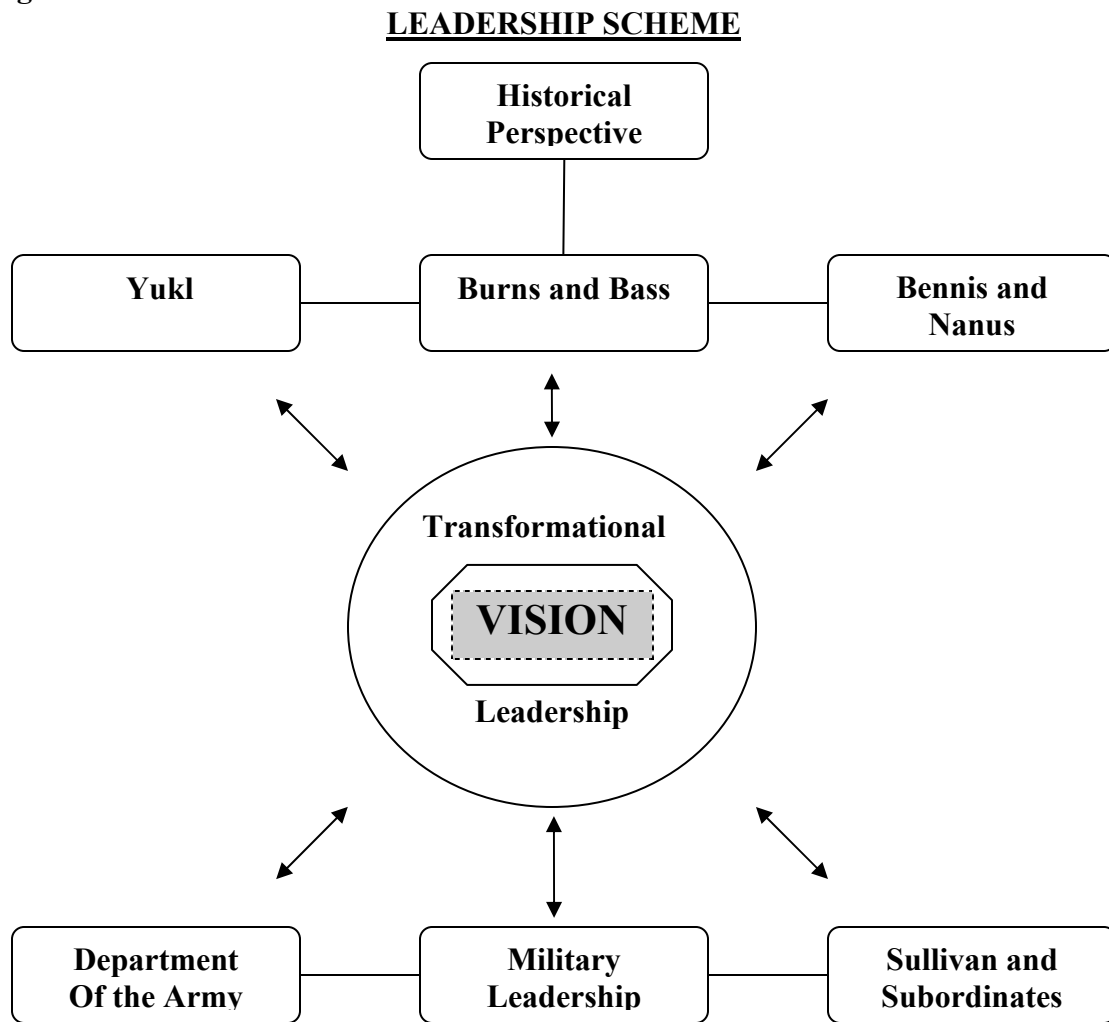 LEADERSHIP SCHEME
Historical
Perspective
Yukl
Burns and Bass
Bennis and
Nanus
Transformational
VISION
Leadership
Department
Of the Army
Military
Leadership
Sullivan and
Subordinates